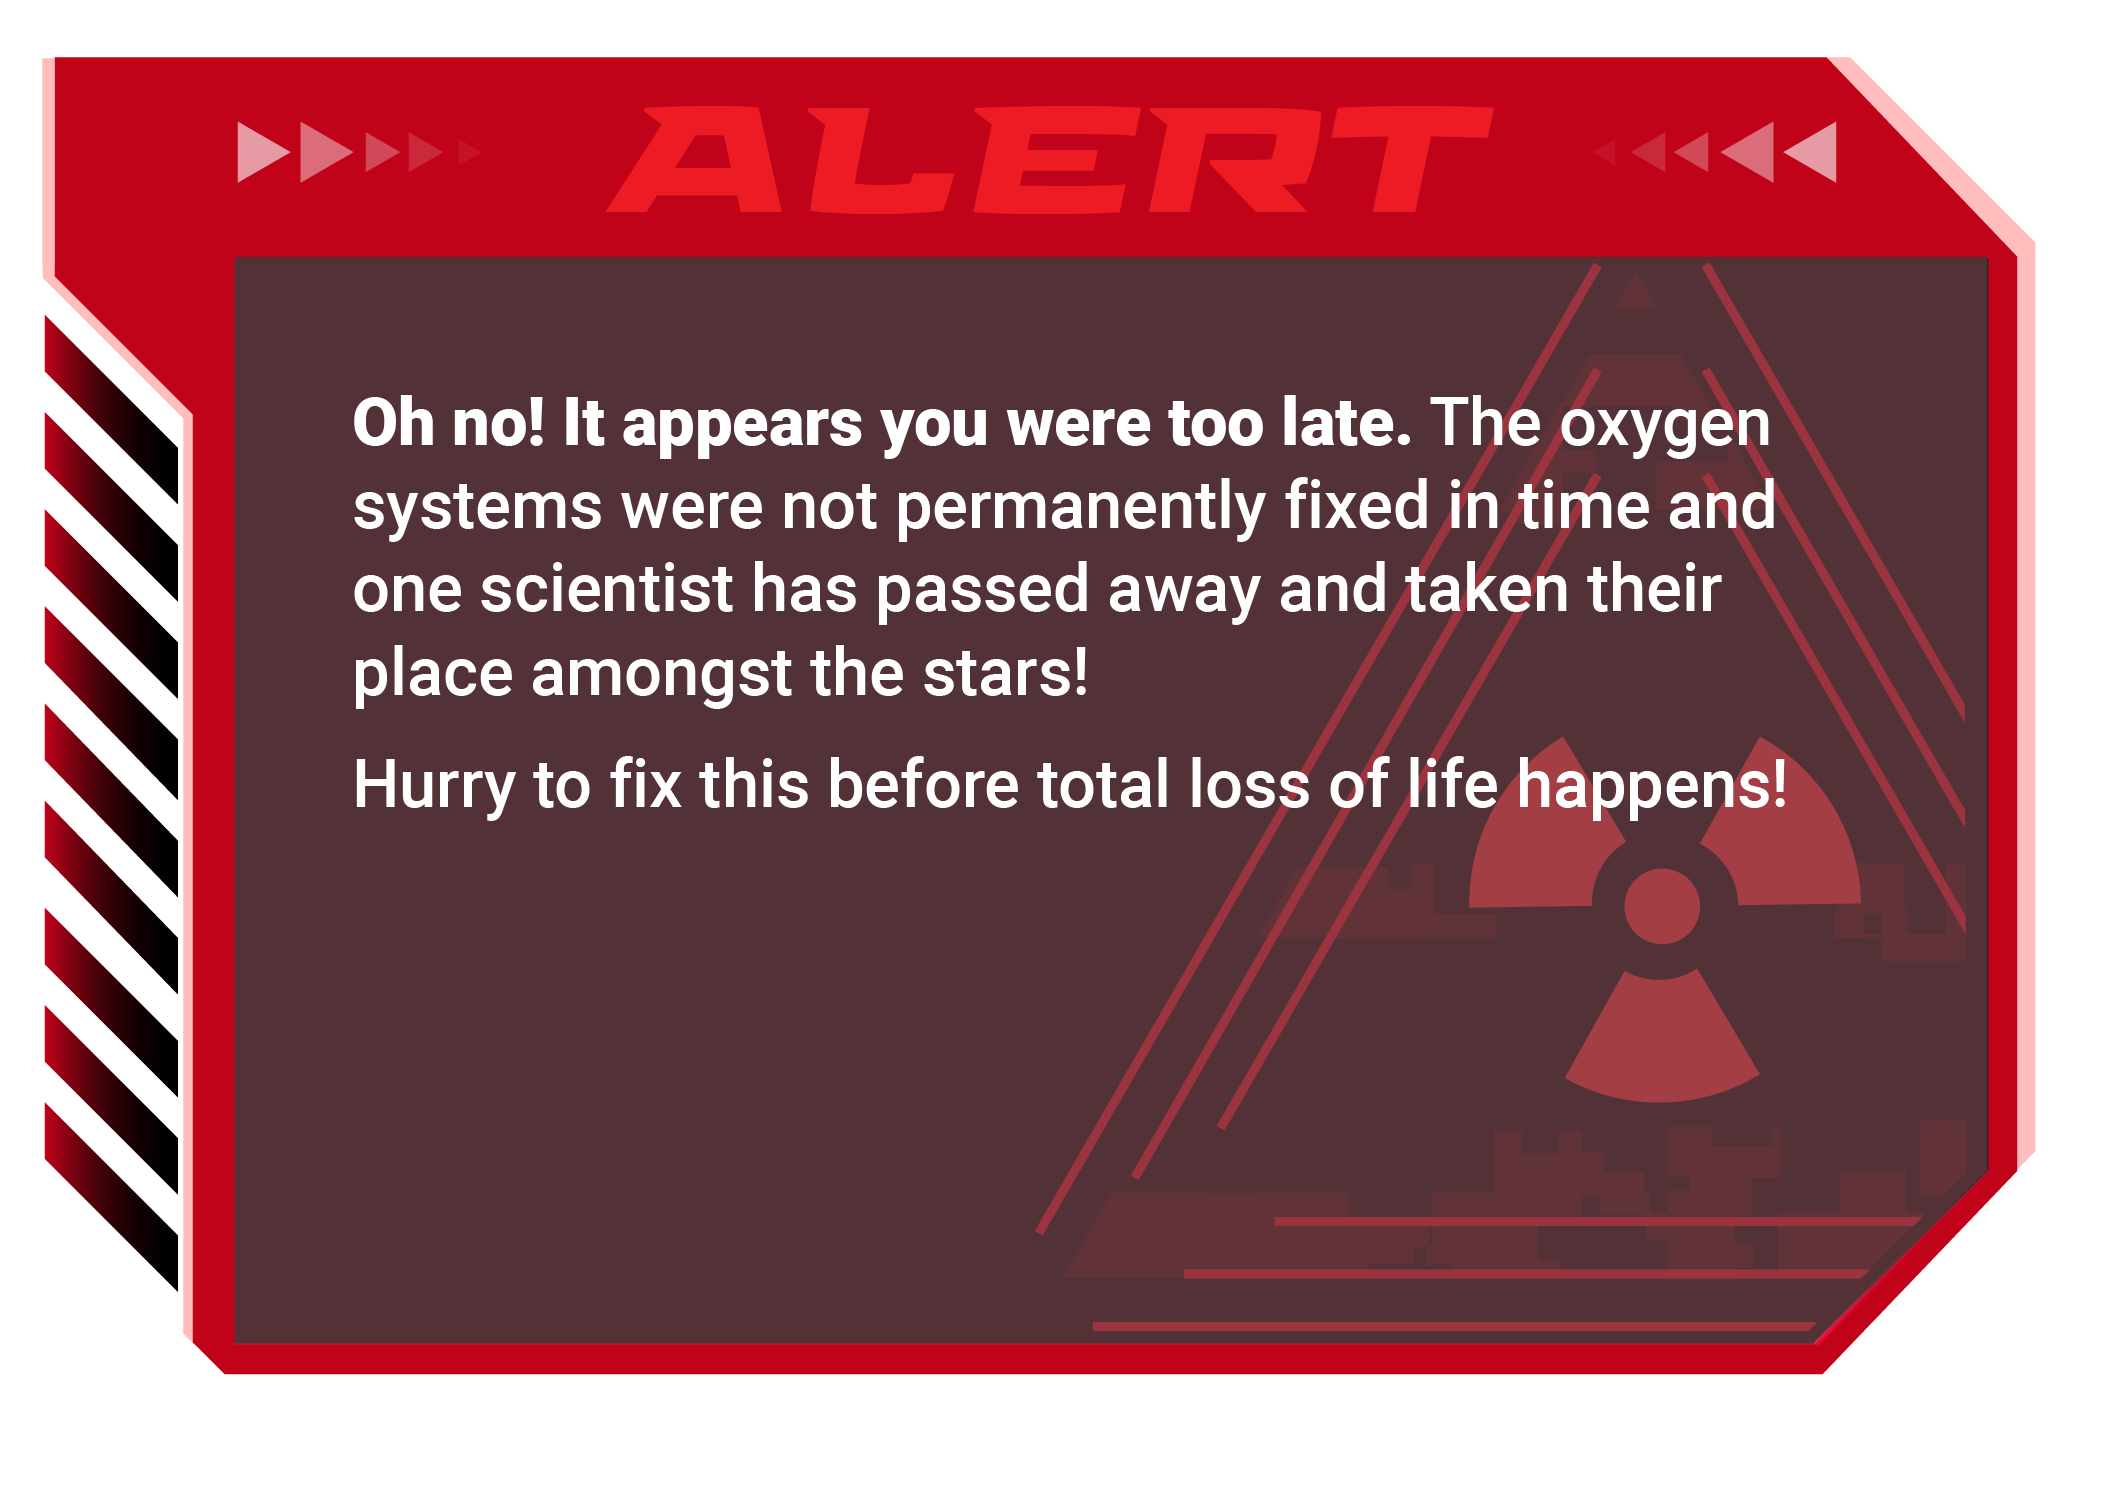 ALERT
Oh no! It appears you were too late. The oxygen
systems were not permanently fixed in time and
one scientist has passed away and taken their
place amongst the stars!
Hurry to fix this before total loss of life happens!